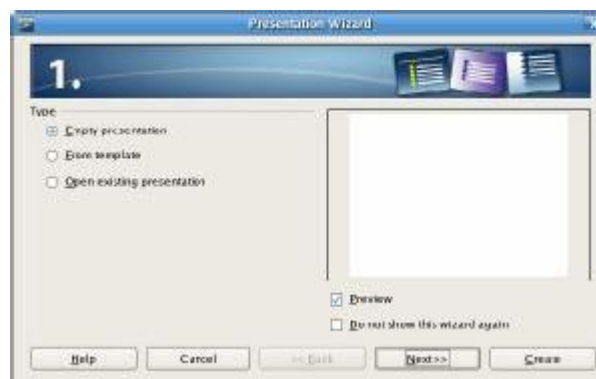 Presentation Wizard
1.
Type
Empty presentation
From template
Open existing presentation
Preview
Do not show this wizard again
Help
Cancel
<< Back
Next >>
Create